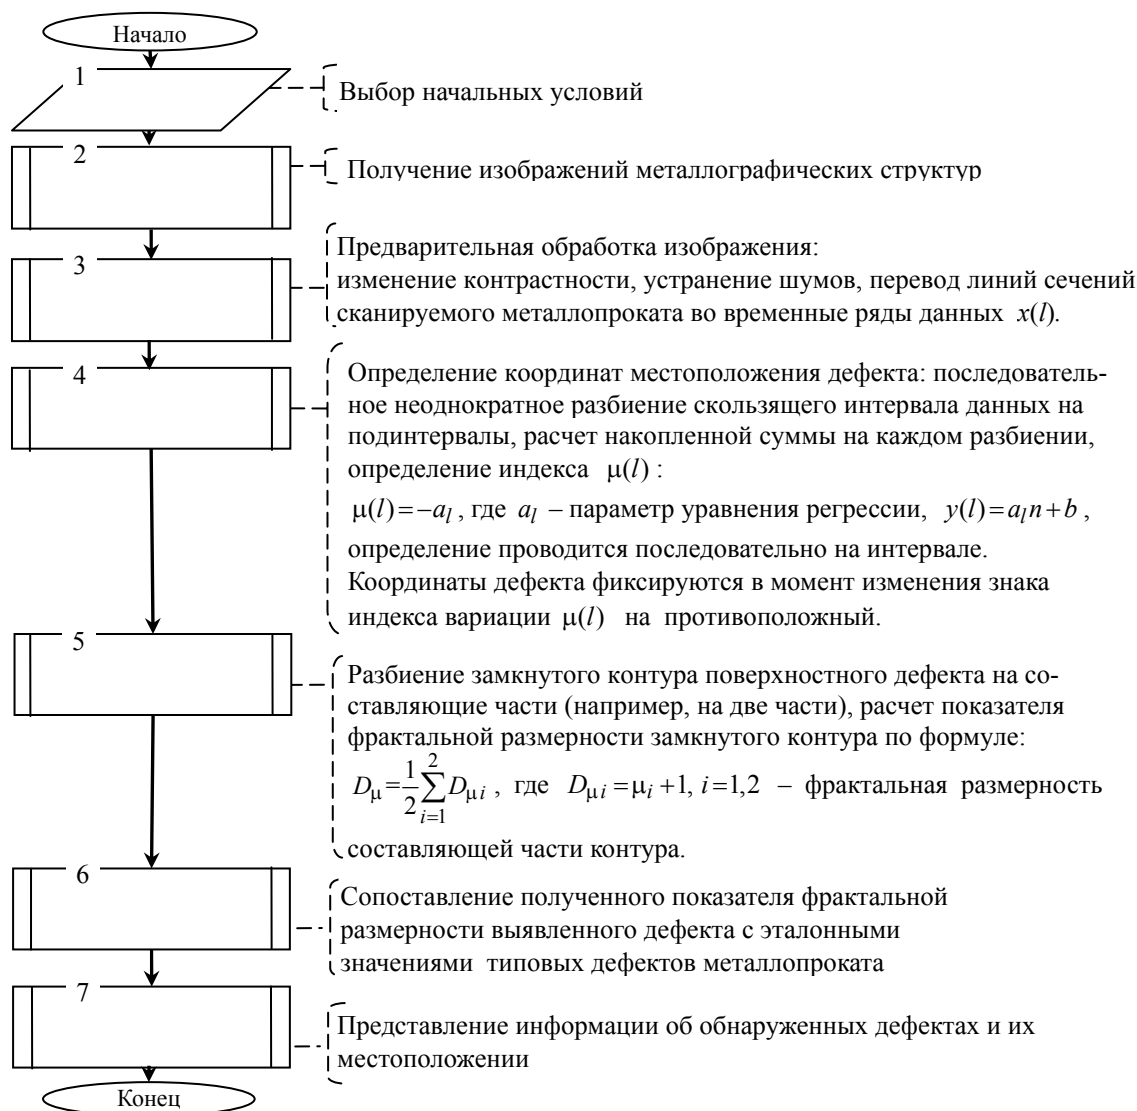 Начало
1
Выбор начальных условий
2
Получение изображений металлографических структур
3
Предварительная обработка изображения:
изменение контрастности, устранение шумов, перевод линий сечений
сканируемого металлопроката во временные ряды данных x(l).
4
Определение координат местоположения дефекта: последователь-
ное неоднократное разбиение скользящего интервала данных на
подинтервалы, расчет накопленной суммы на каждом разбиении,
определение индекса μ(l) :
μ(l)=−a_l, где a_l – параметр уравнения регрессии, y(l)=a_l n+b ,
определение проводится последовательно на интервале.
Координаты дефекта фиксируются в момент изменения знака
индекса вариации μ(l) на противоположный.
5
Разбиение замкнутого контура поверхностного дефекта на со-
ставляющие части (например, на две части), расчет показателя
фрактальной размерности замкнутого контура по формуле:
D_μ=1/2 ∑_{i=1}^{2} D_{μi} , где D_{μi}=μ_i+1, i=1,2 – фрактальная размерность
составляющей части контура.
6
Сопоставление полученного показателя фрактальной
размерности выявленного дефекта с эталонными
значениями типовых дефектов металлопроката
7
Представление информации об обнаруженных дефектах и их
местоположении
Конец